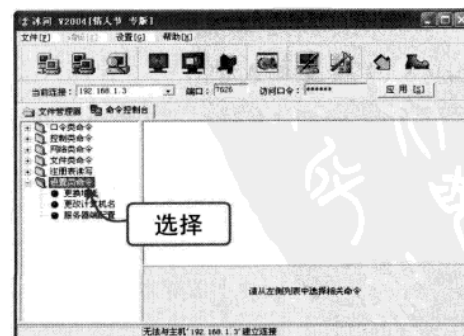 冰河 V2004[情人节 专版]
文件[F] 编辑[E] 设置[G] 帮助[X]
当前连接: 192.168.1.3 端口: 7626 访问口令: ****** 应用[S]
文件管理器 命令控制台
口令类命令
控制类命令
网络类命令
文件类命令
注册表读写
设置类命令
更换墙纸
更改计算机名
服务器端配置
选择
请从左侧列表中选择相关命令
无法与主机'192.168.1.3'建立连接